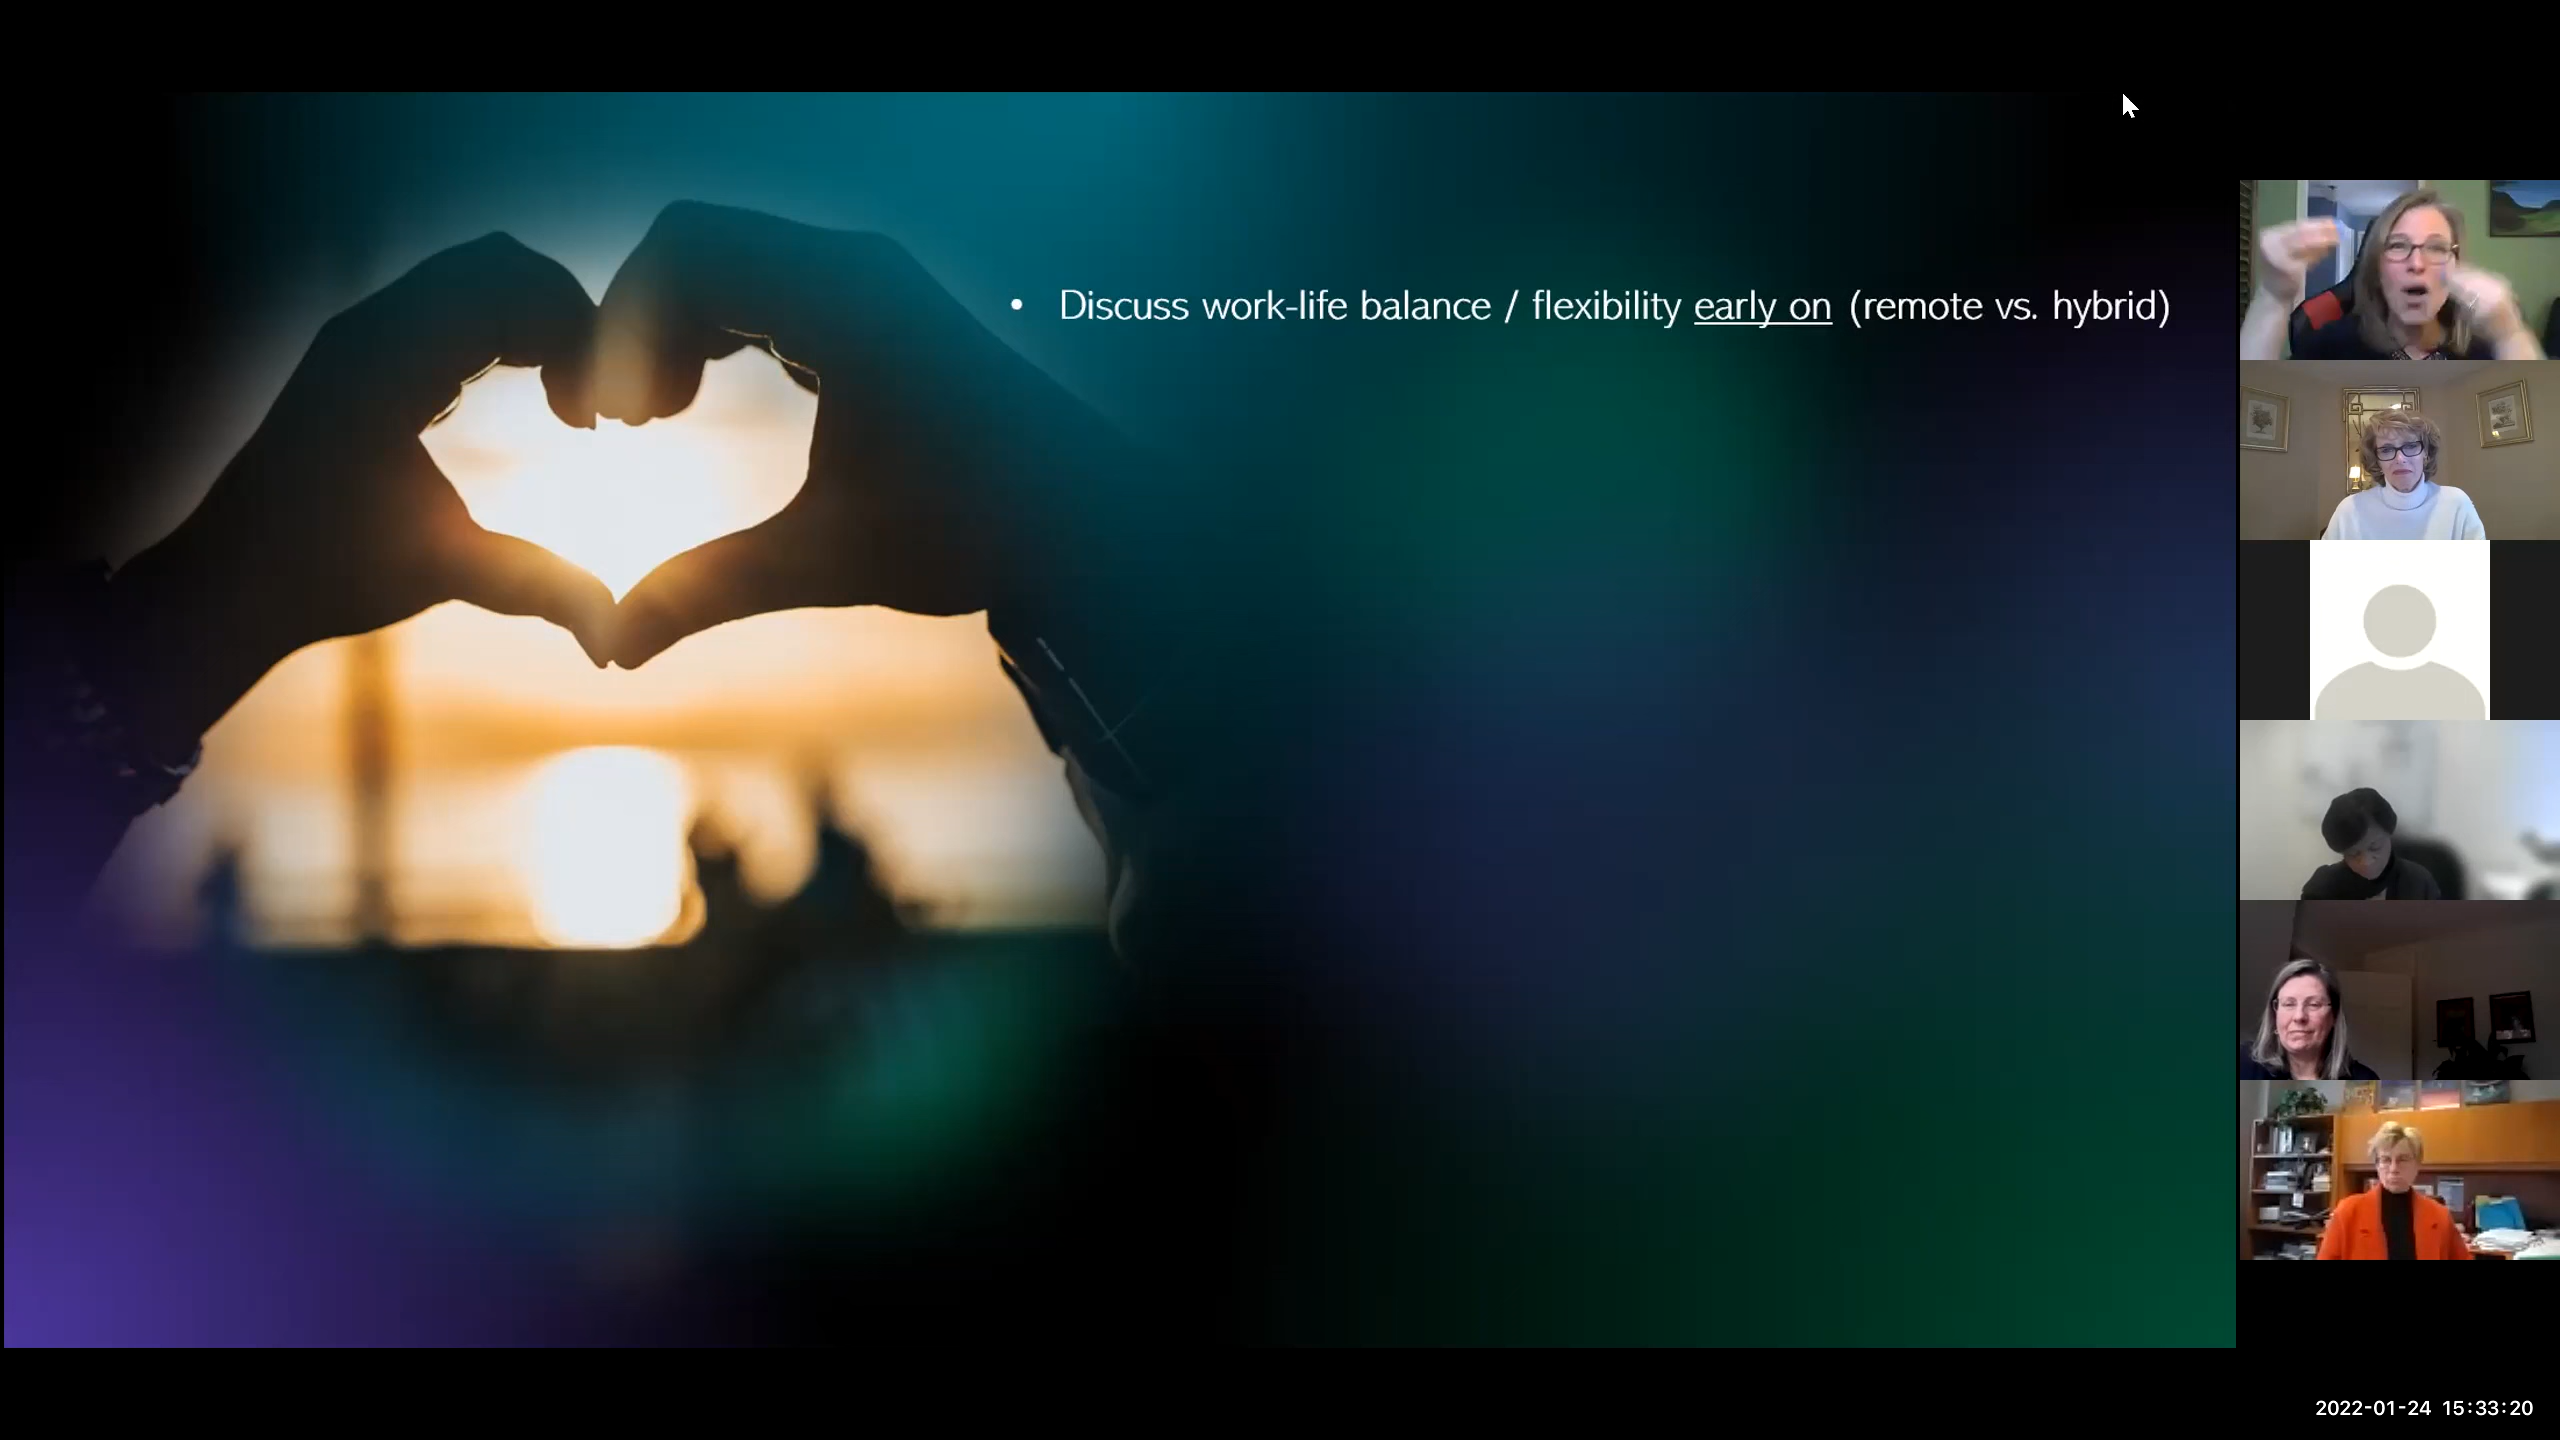 • Discuss work-life balance / flexibility early on (remote vs. hybrid)
2022-01-24 15:33:20